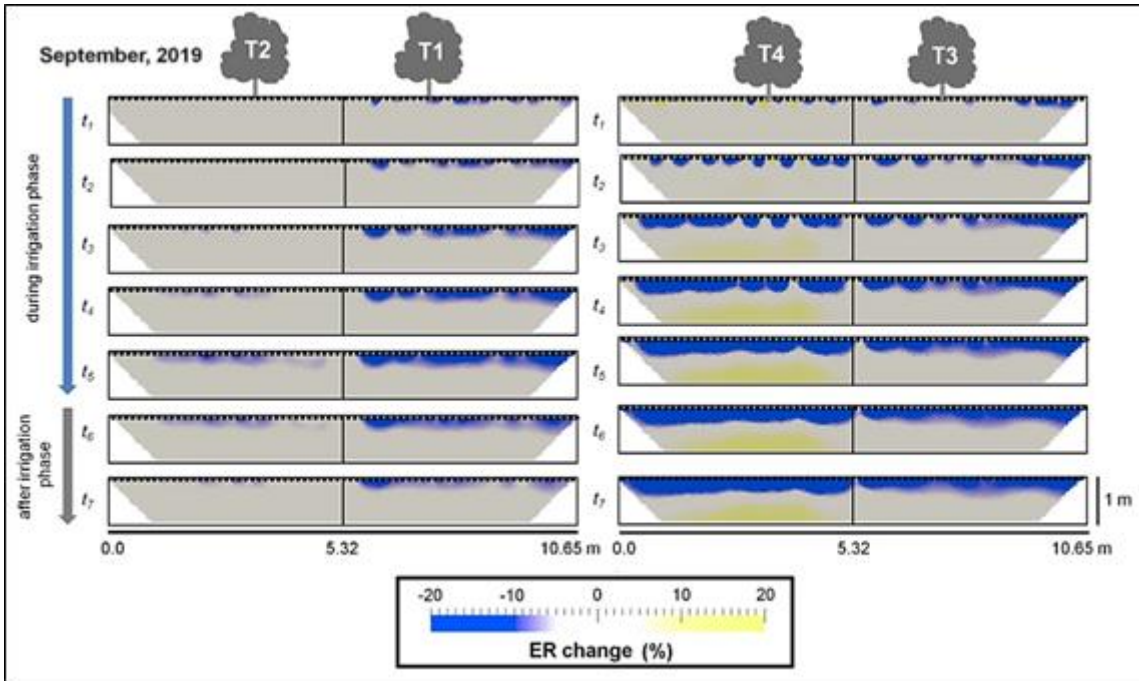 September, 2019
T2
T1
T4
T3
during irrigation phase
after irrigation
phase
t1
t2
t3
t4
t5
t6
t7
t1
t2
t3
t4
t5
t6
t7
1 m
0.0
5.32
10.65 m
0.0
5.32
10.65 m
-20
-10
0
10
20
ER change (%)